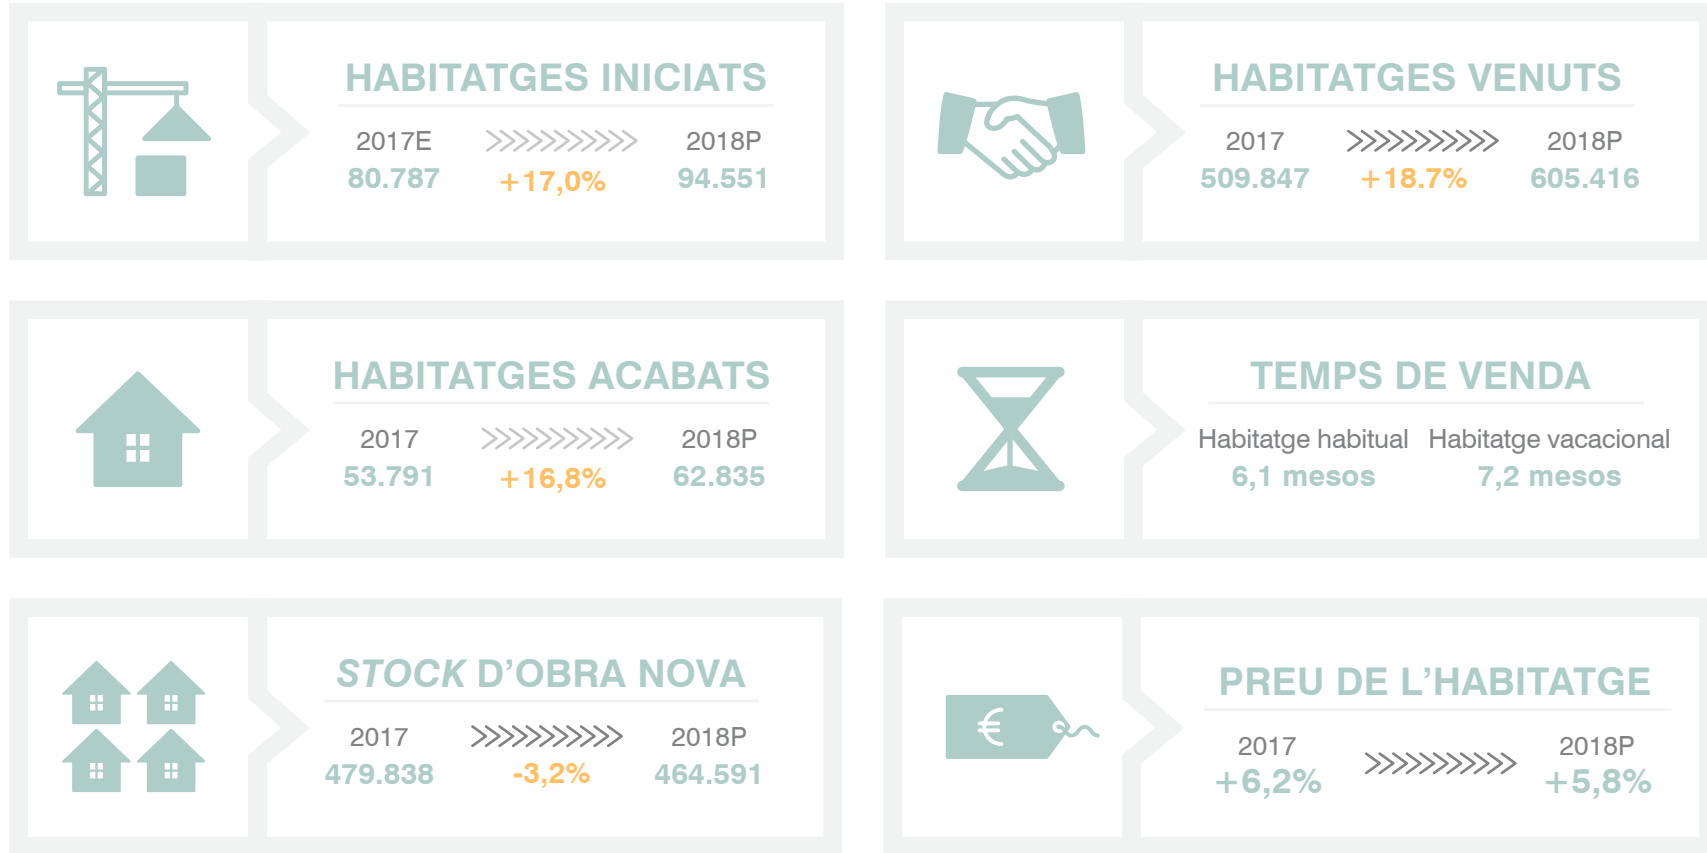 HABITATGES INICIATS
2017E 2018P
80.787 +17,0% 94.551
HABITATGES VENUTS
2017 2018P
509.847 +18.7% 605.416
HABITATGES ACABATS
2017 2018P
53.791 +16,8% 62.835
TEMPS DE VENDA
Habitatge habitual Habitatge vacacional
6,1 mesos 7,2 mesos
STOCK D’OBRA NOVA
2017 2018P
479.838 -3,2% 464.591
€
PREU DE L’HABITATGE
2017 2018P
+6,2% +5,8%